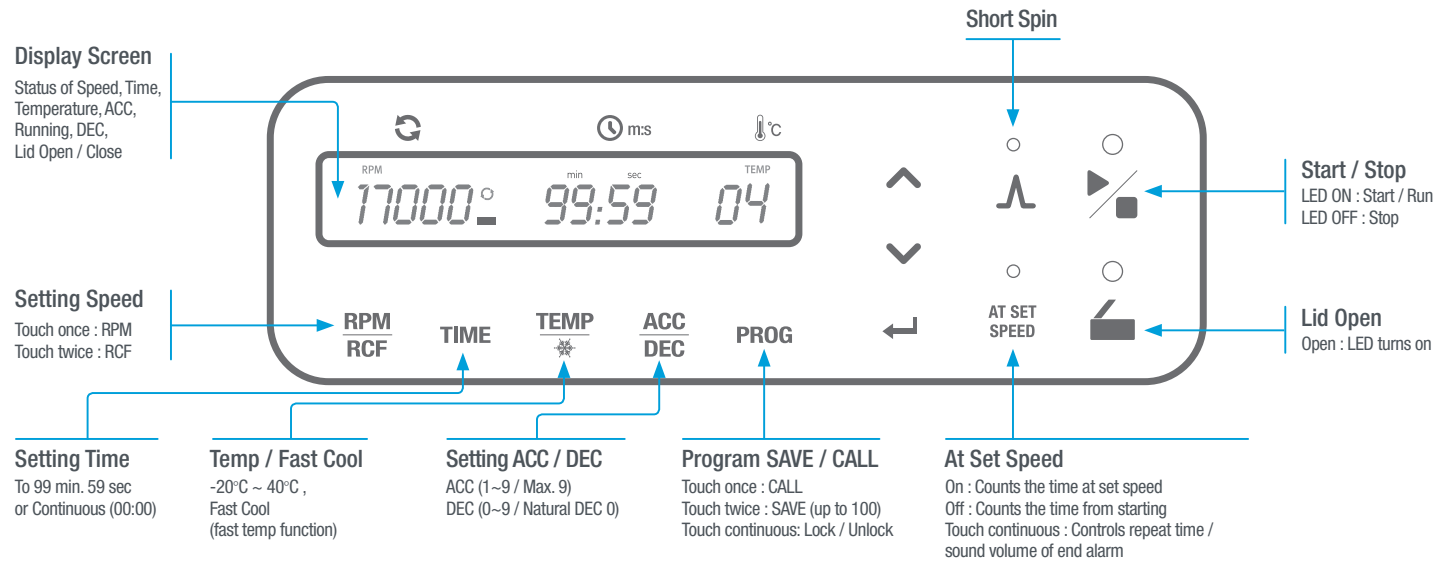 Short Spin
Display Screen
Status of Speed, Time,
Temperature, ACC,
Running, DEC,
Lid Open / Close
m:s
°C
RPM
min
sec
TEMP
17000
99:59
04
Start / Stop
LED ON : Start / Run
LED OFF : Stop
Setting Speed
Touch once : RPM
Touch twice : RCF
RPM
RCF
TIME
TEMP
ACC
DEC
PROG
AT SET
SPEED
Lid Open
Open : LED turns on
Setting Time
To 99 min. 59 sec
or Continuous (00:00)
Temp / Fast Cool
-20°C ~ 40°C ,
Fast Cool
(fast temp function)
Setting ACC / DEC
ACC (1~9 / Max. 9)
DEC (0~9 / Natural DEC 0)
Program SAVE / CALL
Touch once : CALL
Touch twice : SAVE (up to 100)
Touch continuous: Lock / Unlock
At Set Speed
On : Counts the time at set speed
Off : Counts the time from starting
Touch continuous : Controls repeat time /
sound volume of end alarm